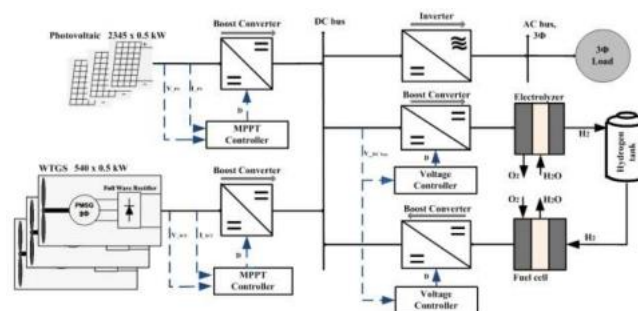 Photovoltaic 2345 x 0.5 kW
Boost Converter
DC bus
Inverter
AC bus,
3Φ
3Φ
Load
D
MPPT
Controller
Boost Converter
Electrolyzer
H₂
Hydrogen
tank
V_DC_bus
D
Voltage
Controller
O₂
H₂O
WTGS 540 x 0.5 kW
Full Wave Rectifier
PMSG
3Φ
Boost Converter
D
MPPT
Controller
Boost Converter
D
Voltage
Controller
O₂
H₂O
H₂
Fuel cell